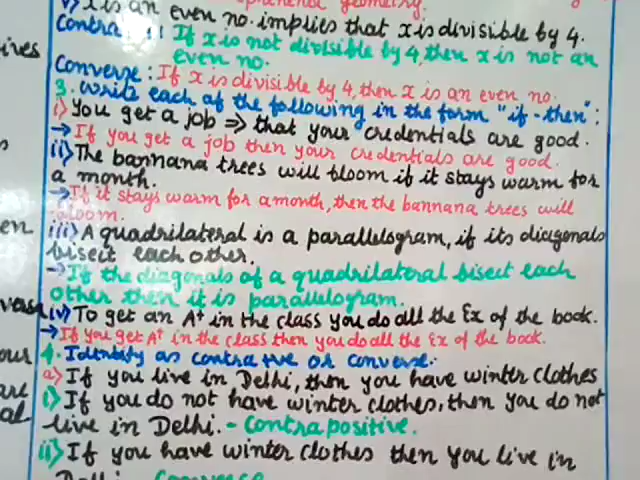 geometry.
v) x is an even no. implies that x is divisible by 4.
Contra : If x is not divisible by 4, then x is not an
even no.
Converse : If x is divisible by 4, then x is an even no.
3. Write each of the following in the form "if - then":
i) You get a job ⇒ that your credentials are good.
→ If you get a job then your credentials are good.
ii) The bannana trees will bloom if it stays warm for
a month.
→ If it stays warm for a month, then the bannana trees will
bloom.
iii) A quadrilateral is a parallelogram, if its diagonals
bisect each other.
→ If the diagonals of a quadrilateral bisect each
other then it is parallelogram.
iv) To get an A⁺ in the class you do all the Ex of the book.
→ If you get A⁺ in the class then you do all the Ex of the book.
4. Identify as contra +ve or converse:
a) If you live in Delhi, then you have winter clothes
i) If you do not have winter clothes, then you do not
live in Delhi. - Contrapositive.
ii) If you have winter clothes then you live in
Delhi. Converse